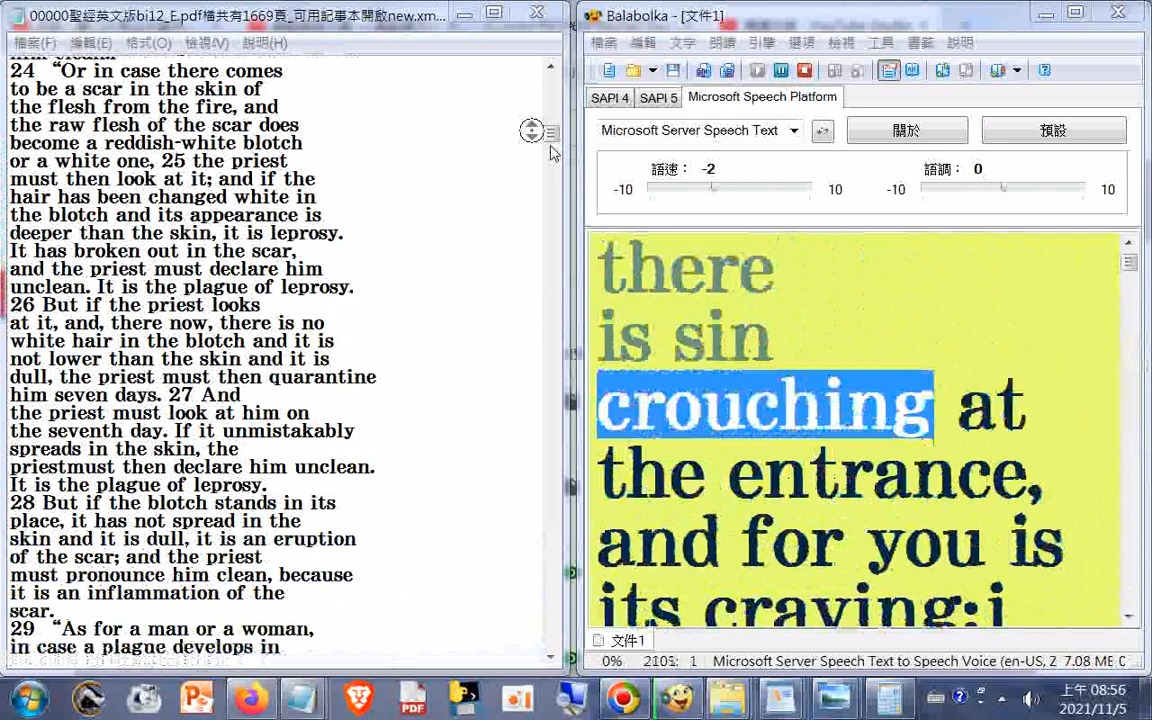 00000聖經英文版bi12_E.pdf檔共有1669頁_可用記事本開啟new.xm...
檔案(F) 編輯(E) 格式(O) 檢視(V) 說明(H)
24 “Or in case there comes
to be a scar in the skin of
the flesh from the fire, and
the raw flesh of the scar does
become a reddish-white blotch
or a white one, 25 the priest
must then look at it; and if the
hair has been changed white in
the blotch and its appearance is
deeper than the skin, it is leprosy.
It has broken out in the scar,
and the priest must declare him
unclean. It is the plague of leprosy.
26 But if the priest looks
at it, and, there now, there is no
white hair in the blotch and it is
not lower than the skin and it is
dull, the priest must then quarantine
him seven days. 27 And
the priest must look at him on
the seventh day. If it unmistakably
spreads in the skin, the
priestmust then declare him unclean.
It is the plague of leprosy.
28 But if the blotch stands in its
place, it has not spread in the
skin and it is dull, it is an eruption
of the scar; and the priest
must pronounce him clean, because
it is an inflammation of the
scar.
29 “As for a man or a woman,
in case a plague develops in
Balabolka - [文件1]
檔案 編輯 文字 朗讀 引擎 選項 檢視 工具 書籤 說明
SAPI 4 SAPI 5 Microsoft Speech Platform
Microsoft Server Speech Text 關於 預設
語速: -2 語調: 0
-10 10 -10 10
there
is sin
crouching at
the entrance,
and for you is
its craving;j
文件1
0% 2105: 1 Microsoft Server Speech Text to Speech Voice (en-US, Z 7.08 MB
上午 08:56
2021/11/5